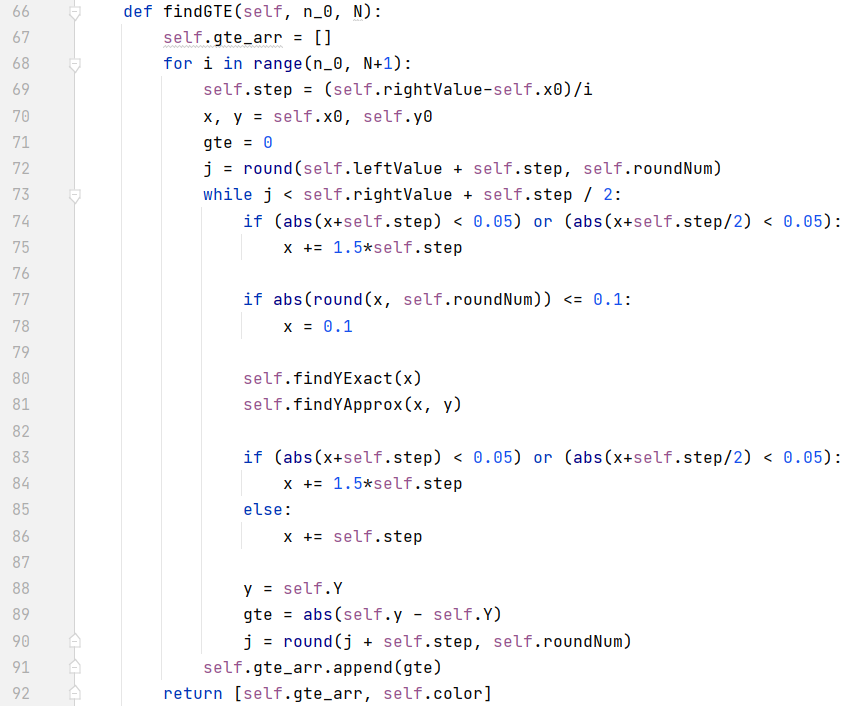 66 def findGTE(self, n_0, N):
67 self.gte_arr = []
68 for i in range(n_0, N+1):
69 self.step = (self.rightValue-self.x0)/i
70 x, y = self.x0, self.y0
71 gte = 0
72 j = round(self.leftValue + self.step, self.roundNum)
73 while j < self.rightValue + self.step / 2:
74 if (abs(x+self.step) < 0.05) or (abs(x+self.step/2) < 0.05):
75 x += 1.5*self.step
76
77 if abs(round(x, self.roundNum)) <= 0.1:
78 x = 0.1
79
80 self.findYExact(x)
81 self.findYApprox(x, y)
82
83 if (abs(x+self.step) < 0.05) or (abs(x+self.step/2) < 0.05):
84 x += 1.5*self.step
85 else:
86 x += self.step
87
88 y = self.Y
89 gte = abs(self.y - self.Y)
90 j = round(j + self.step, self.roundNum)
91 self.gte_arr.append(gte)
92 return [self.gte_arr, self.color]